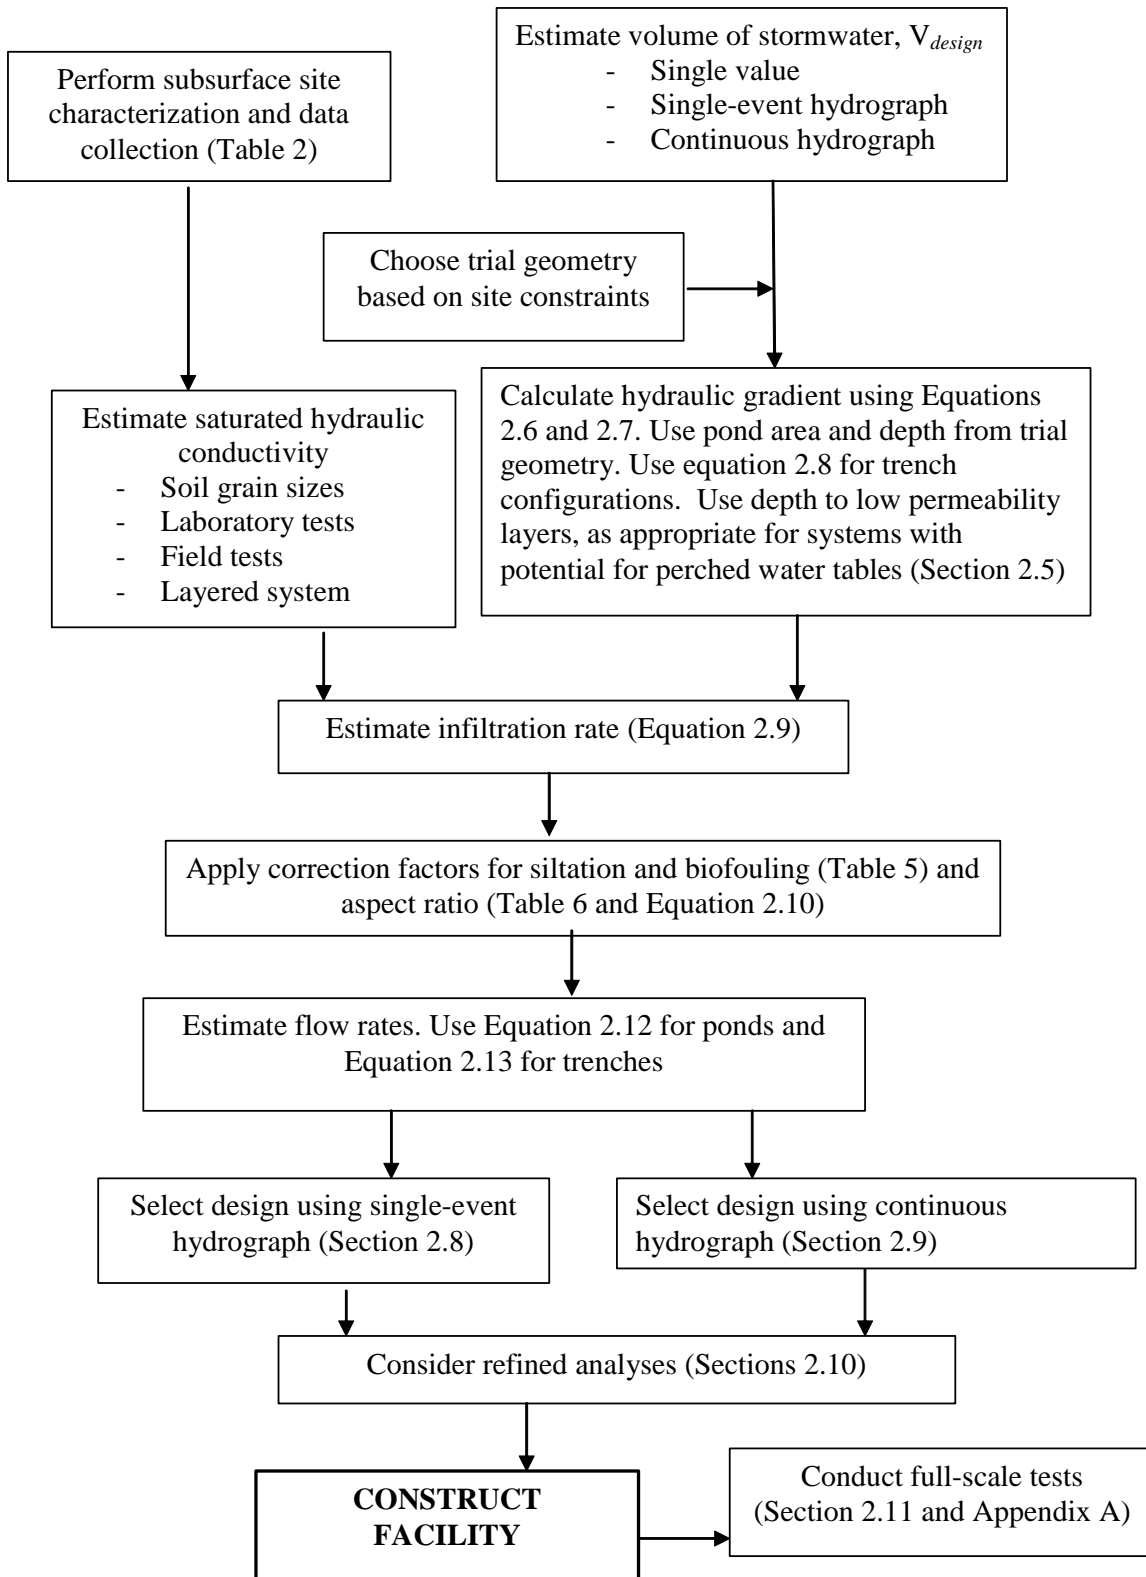 Estimate volume of stormwater, Vdesign
- Single value
- Single-event hydrograph
- Continuous hydrograph
Perform subsurface site
characterization and data
collection (Table 2)
Choose trial geometry
based on site constraints
Estimate saturated hydraulic
conductivity
- Soil grain sizes
- Laboratory tests
- Field tests
- Layered system
Calculate hydraulic gradient using Equations
2.6 and 2.7. Use pond area and depth from trial
geometry. Use equation 2.8 for trench
configurations.  Use depth to low permeability
layers, as appropriate for systems with
potential for perched water tables (Section 2.5)
Estimate infiltration rate (Equation 2.9)
Apply correction factors for siltation and biofouling (Table 5) and
aspect ratio (Table 6 and Equation 2.10)
Estimate flow rates. Use Equation 2.12 for ponds and
Equation 2.13 for trenches
Select design using single-event
hydrograph (Section 2.8)
Select design using continuous
hydrograph (Section 2.9)
Consider refined analyses (Sections 2.10)
CONSTRUCT
FACILITY
Conduct full-scale tests
(Section 2.11 and Appendix A)